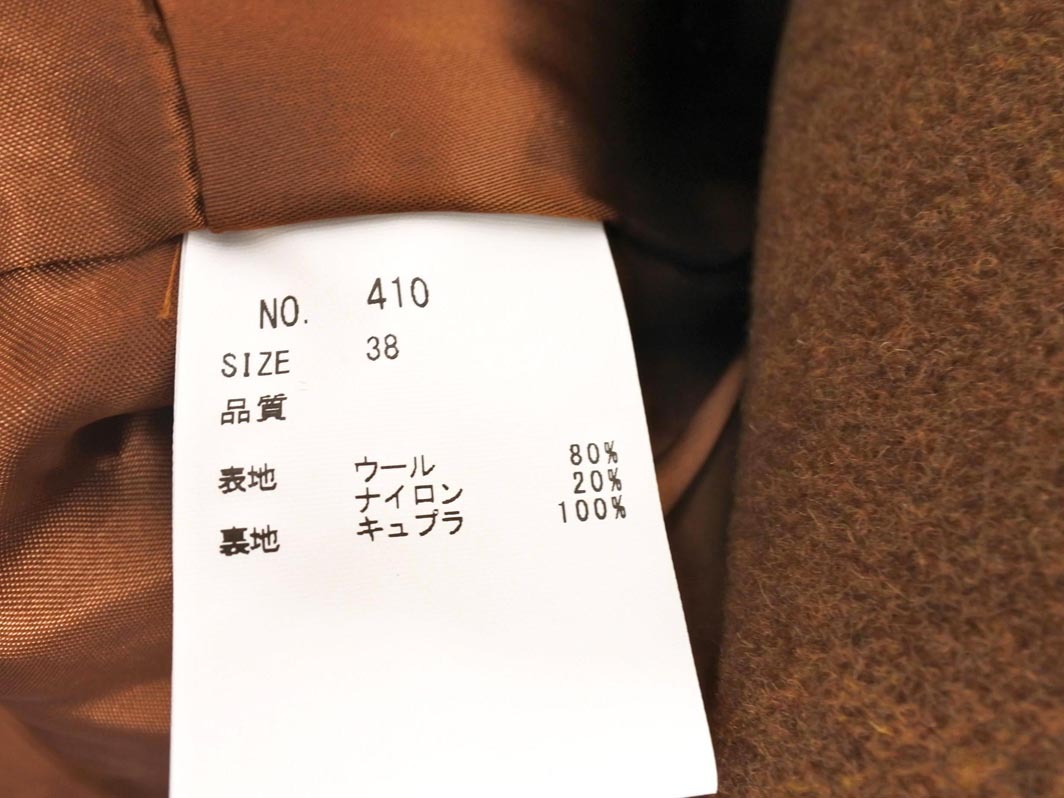 NO. 410
SIZE 38
品質
表地 ウール 80%
ナイロン 20%
裏地 キュプラ 100%